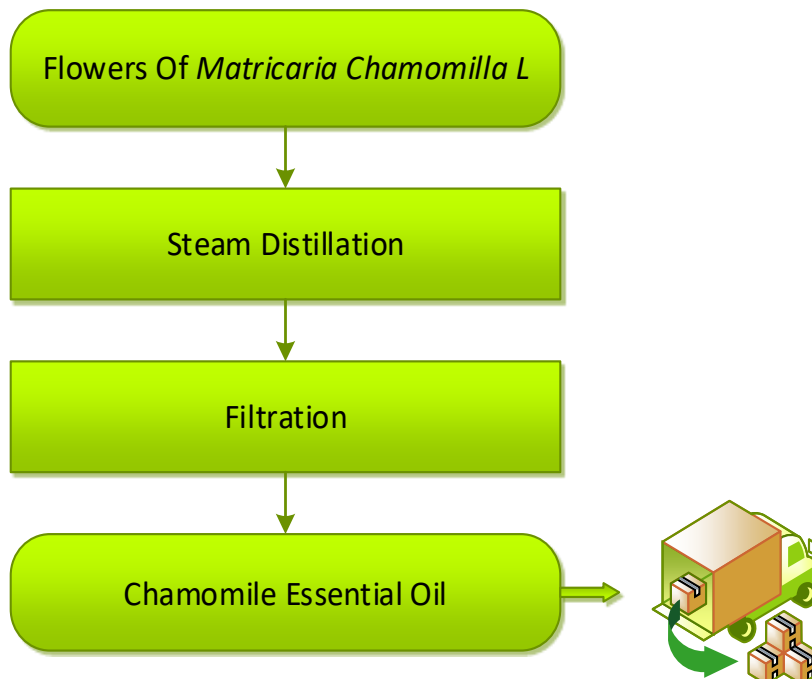 Flowers Of Matricaria Chamomilla L
Steam Distillation
Filtration
Chamomile Essential Oil